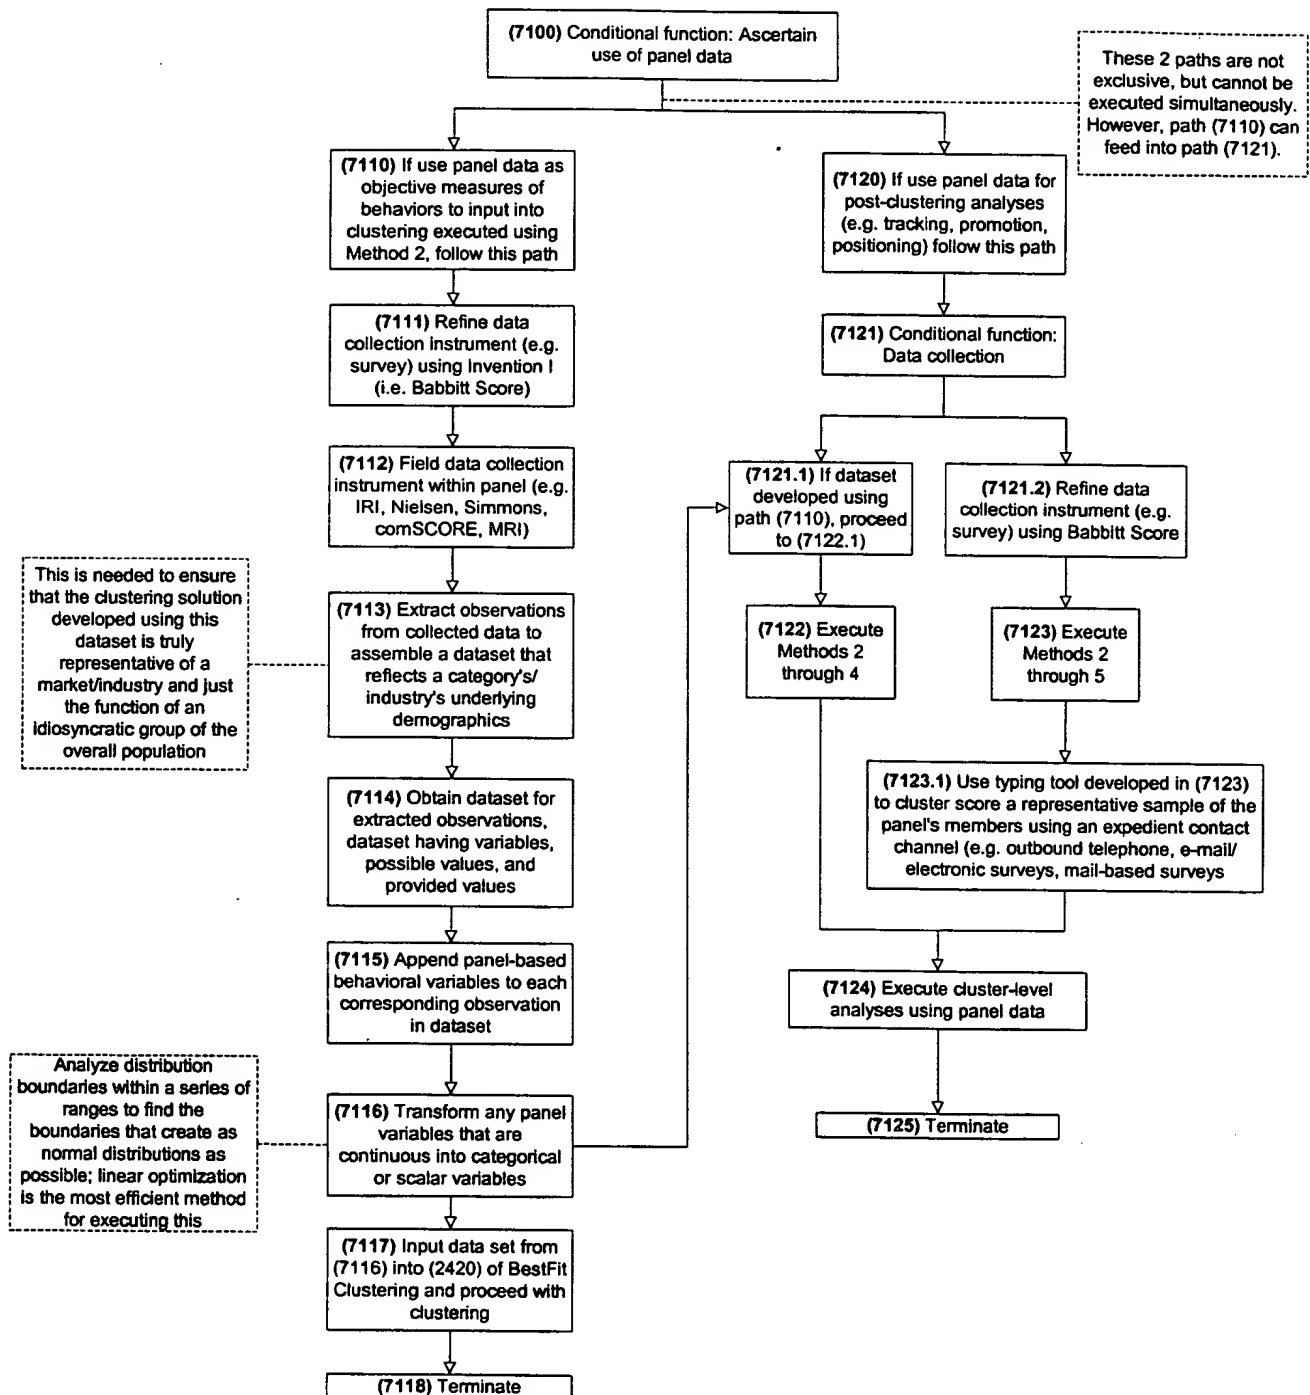 (7100) Conditional function: Ascertain
use of panel data
These 2 paths are not
exclusive, but cannot be
executed simultaneously.
However, path (7110) can
feed into path (7121).
(7110) If use panel data as
objective measures of
behaviors to input into
clustering executed using
Method 2, follow this path
(7120) If use panel data for
post-clustering analyses
(e.g. tracking, promotion,
positioning) follow this path
(7111) Refine data
collection instrument (e.g.
survey) using Invention I
(i.e. Babbitt Score)
(7121) Conditional function:
Data collection
(7112) Field data collection
instrument within panel (e.g.
IRI, Nielsen, Simmons,
comSCORE, MRI)
(7121.1) If dataset
developed using
path (7110), proceed
to (7122.1)
(7121.2) Refine data
collection instrument (e.g.
survey) using Babbitt Score
This is needed to ensure
that the clustering solution
developed using this
dataset is truly
representative of a
market/industry and just
the function of an
idiosyncratic group of the
overall population
(7113) Extract observations
from collected data to
assemble a dataset that
reflects a category's/
industry's underlying
demographics
(7122) Execute
Methods 2
through 4
(7123) Execute
Methods 2
through 5
(7114) Obtain dataset for
extracted observations,
dataset having variables,
possible values, and
provided values
(7123.1) Use typing tool developed in (7123)
to cluster score a representative sample of the
panel's members using an expedient contact
channel (e.g. outbound telephone, e-mail/
electronic surveys, mail-based surveys
(7115) Append panel-based
behavioral variables to each
corresponding observation
in dataset
(7124) Execute cluster-level
analyses using panel data
Analyze distribution
boundaries within a series of
ranges to find the
boundaries that create as
normal distributions as
possible; linear optimization
is the most efficient method
for executing this
(7116) Transform any panel
variables that are
continuous into categorical
or scalar variables
(7125) Terminate
(7117) Input data set from
(7116) into (2420) of BestFit
Clustering and proceed with
clustering
(7118) Terminate